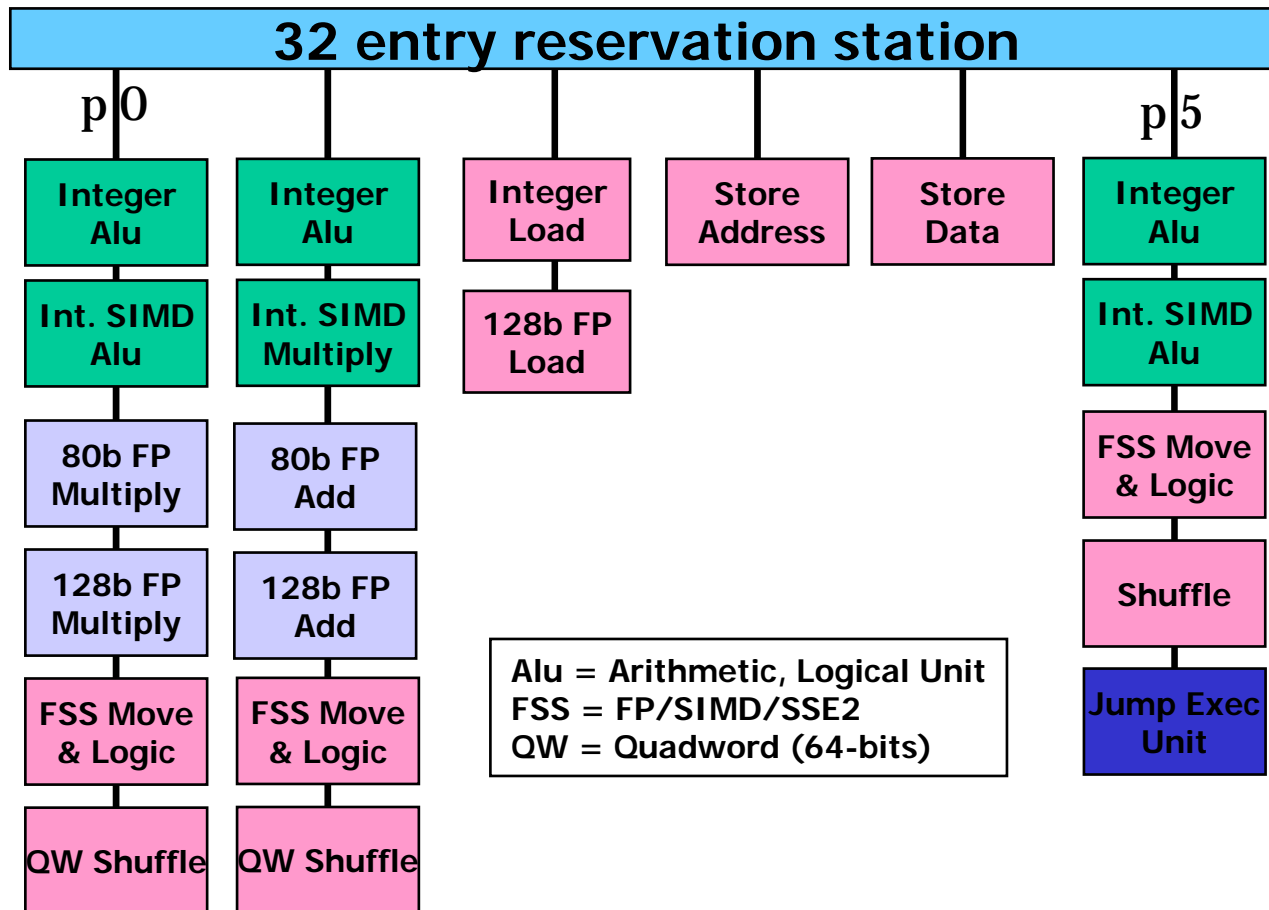 32 entry reservation station
p 0
p 5
Integer
Alu
Integer
Alu
Integer
Load
Store
Address
Store
Data
Integer
Alu
Int. SIMD
Alu
Int. SIMD
Multiply
128b FP
Load
Int. SIMD
Alu
80b FP
Multiply
80b FP
Add
FSS Move
& Logic
128b FP
Multiply
128b FP
Add
Shuffle
FSS Move
& Logic
FSS Move
& Logic
Alu = Arithmetic, Logical Unit
FSS = FP/SIMD/SSE2
QW = Quadword (64-bits)
Jump Exec
Unit
QW Shuffle
QW Shuffle